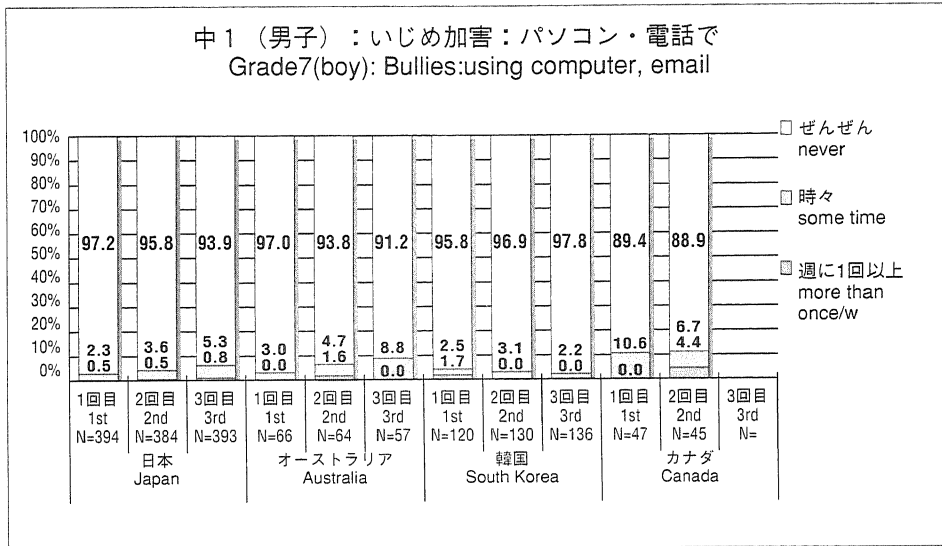 中1（男子）：いじめ加害：パソコン・電話で
Grade7(boy): Bullies:using computer, email
100%
90%
80%
70%
60%
50%
40%
30%
20%
10%
0%
97.2 95.8 93.9 97.0 93.8 91.2 95.8 96.9 97.8 89.4 88.9
2.3 3.6 5.3 3.0 4.7 8.8 2.5 3.1 2.2 10.6 6.7
0.5 0.5 0.8 0.0 1.6 0.0 1.7 0.0 0.0 0.0 4.4
1回目 2回目 3回目 1回目 2回目 3回目 1回目 2回目 3回目 1回目 2回目 3回目
1st 2nd 3rd 1st 2nd 3rd 1st 2nd 3rd 1st 2nd 3rd
N=394 N=384 N=393 N=66 N=64 N=57 N=120 N=130 N=136 N=47 N=45 N=
日本 オーストラリア 韓国 カナダ
Japan Australia South Korea Canada
ぜんぜん
never
時々
some time
週に1回以上
more than
once/w